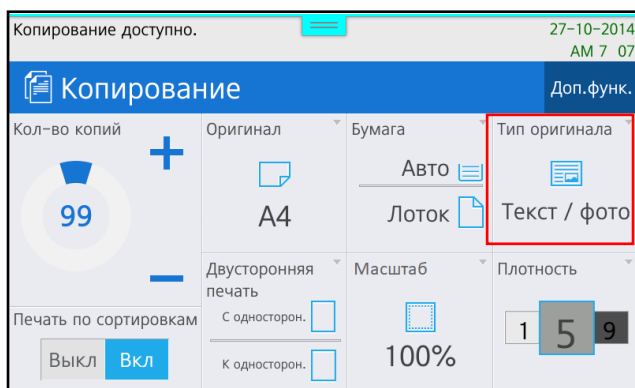 Копирование доступно.
27-10-2014
AM 7 07
Копирование
Доп.функ.
Кол-во копий
99
Оригинал
A4
Бумага
Авто
Лоток
Тип оригинала
Текст / фото
Печать по сортировкам
Выкл Вкл
Двусторонняя
печать
С односторон.
К односторон.
Масштаб
100%
Плотность
1 5 9